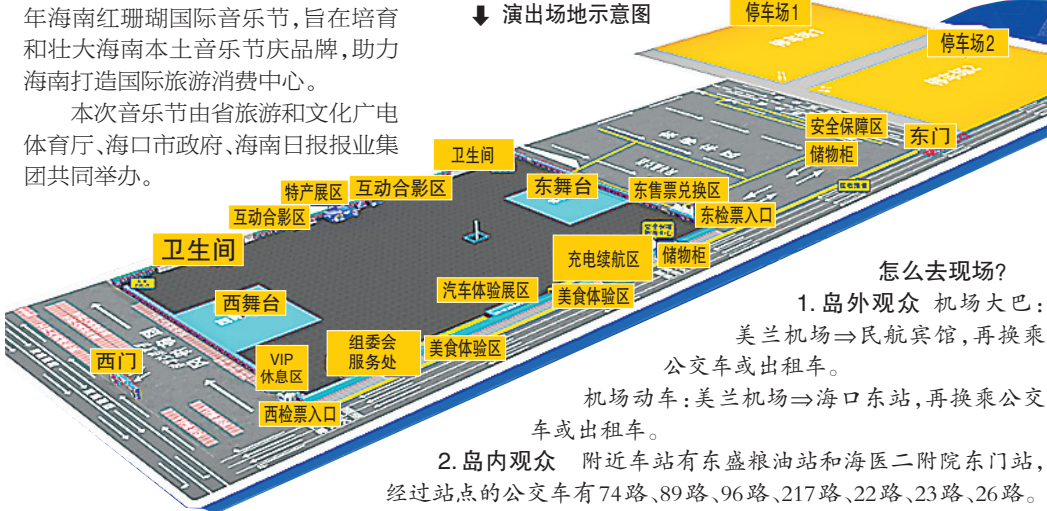 年海南红珊瑚国际音乐节,旨在培育
和壮大海南本土音乐节庆品牌,助力
海南打造国际旅游消费中心。
本次音乐节由省旅游和文化广电
体育厅、海口市政府、海南日报报业集
团共同举办。
⬇ 演出场地示意图
停车场1
停车场2
安全保障区
东门
储物柜
卫生间
特产展区
互动合影区
东舞台
东售票兑换区
互动合影区
东检票入口
卫生间
充电续航区
储物柜
汽车体验展区
美食体验区
西舞台
组委会
服务处
美食体验区
西门
VIP
休息区
西检票入口
怎么去现场?
1. 岛外观众 机场大巴:
美兰机场⇒民航宾馆,再换乘
公交车或出租车。
机场动车:美兰机场⇒海口东站,再换乘公交
车或出租车。
2. 岛内观众 附近车站有东盛粮油站和海医二附院东门站,
经过站点的公交车有74路、89路、96路、217路、22路、23路、26路。